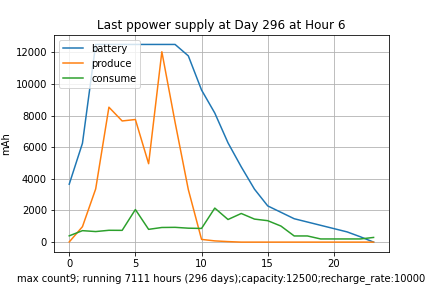 Last ppower supply at Day 296 at Hour 6
battery
produce
consume
12000
10000
8000
6000
4000
2000
0
mAh
0 5 10 15 20
max count9; running 7111 hours (296 days);capacity:12500;recharge_rate:10000